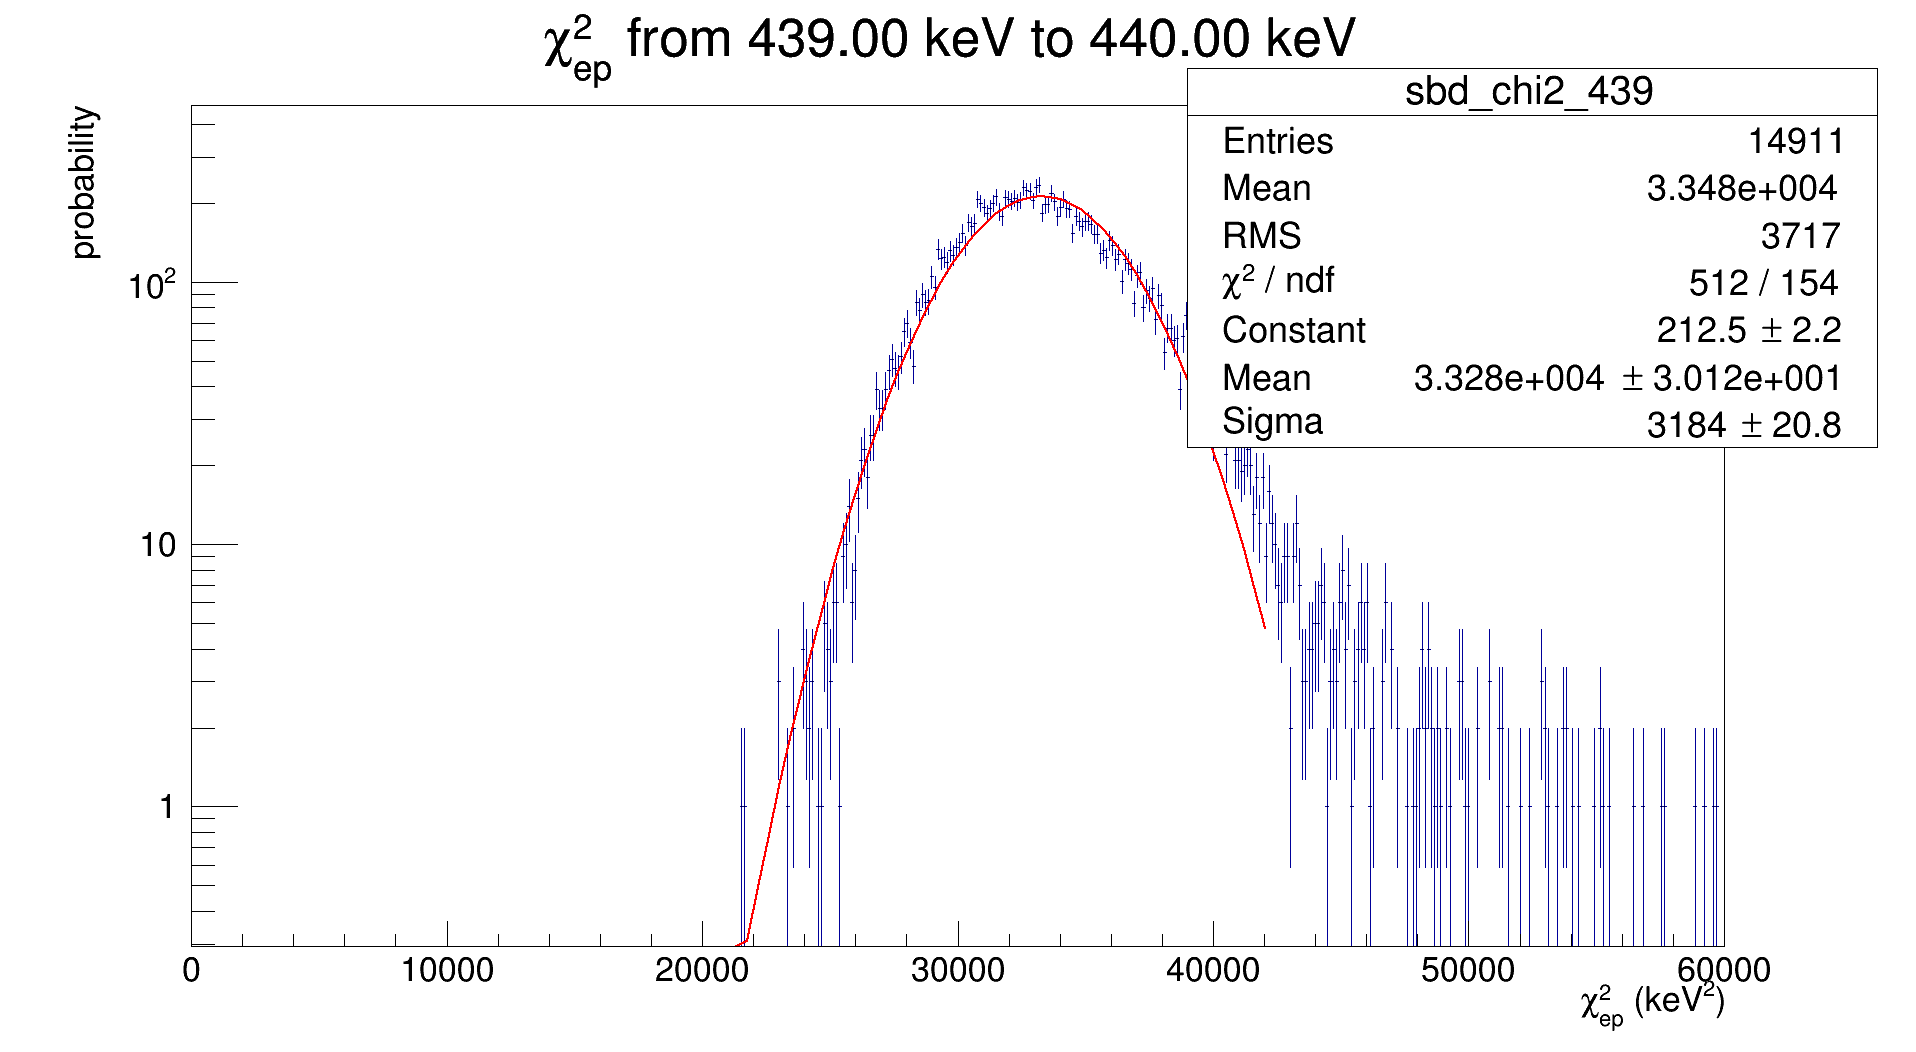 χ²ep from 439.00 keV to 440.00 keV
probability
sbd_chi2_439
Entries 14911
Mean 3.348e+004
RMS 3717
χ² / ndf 512 / 154
Constant 212.5 ± 2.2
Mean 3.328e+004 ± 3.012e+001
Sigma 3184 ± 20.8
10²
10
1
0 10000 20000 30000 40000 50000 60000
χ²ep (keV²)